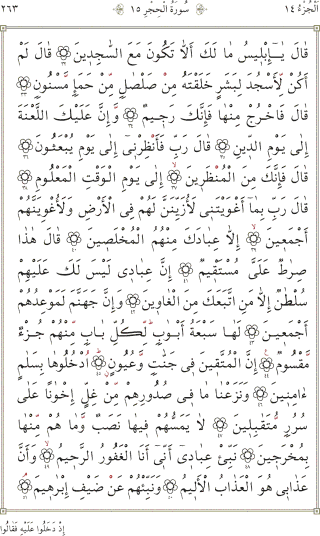 الجزء ١٤ سورة الحجر ١٥ ٢٦٣
قَالَ يَـٰٓإِبْلِيسُ مَا لَكَ أَلَّا تَكُونَ مَعَ ٱلسَّـٰجِدِينَ ۝ قَالَ لَمْ
أَكُن لِّأَسْجُدَ لِبَشَرٍ خَلَقْتَهُۥ مِن صَلْصَـٰلٍ مِّنْ حَمَإٍ مَّسْنُونٍ ۝
قَالَ فَٱخْرُجْ مِنْهَا فَإِنَّكَ رَجِيمٌ ۝ وَإِنَّ عَلَيْكَ ٱللَّعْنَةَ
إِلَىٰ يَوْمِ ٱلدِّينِ ۝ قَالَ رَبِّ فَأَنظِرْنِىٓ إِلَىٰ يَوْمِ يُبْعَثُونَ ۝
قَالَ فَإِنَّكَ مِنَ ٱلْمُنظَرِينَ ۝ إِلَىٰ يَوْمِ ٱلْوَقْتِ ٱلْمَعْلُومِ ۝
قَالَ رَبِّ بِمَآ أَغْوَيْتَنِى لَأُزَيِّنَنَّ لَهُمْ فِى ٱلْأَرْضِ وَلَأُغْوِيَنَّهُمْ
أَجْمَعِينَ ۝ إِلَّا عِبَادَكَ مِنْهُمُ ٱلْمُخْلَصِينَ ۝ قَالَ هَـٰذَا
صِرَٰطٌ عَلَىَّ مُسْتَقِيمٌ ۝ إِنَّ عِبَادِى لَيْسَ لَكَ عَلَيْهِمْ
سُلْطَـٰنٌ إِلَّا مَنِ ٱتَّبَعَكَ مِنَ ٱلْغَاوِينَ ۝ وَإِنَّ جَهَنَّمَ لَمَوْعِدُهُمْ
أَجْمَعِينَ ۝ لَهَا سَبْعَةُ أَبْوَٰبٍ لِّكُلِّ بَابٍ مِّنْهُمْ جُزْءٌ
مَّقْسُومٌ ۝ إِنَّ ٱلْمُتَّقِينَ فِى جَنَّـٰتٍ وَعُيُونٍ ۝ ٱدْخُلُوهَا بِسَلَـٰمٍ
ءَامِنِينَ ۝ وَنَزَعْنَا مَا فِى صُدُورِهِم مِّنْ غِلٍّ إِخْوَٰنًا عَلَىٰ
سُرُرٍ مُّتَقَـٰبِلِينَ ۝ لَا يَمَسُّهُمْ فِيهَا نَصَبٌ وَمَا هُم مِّنْهَا
بِمُخْرَجِينَ ۝ نَبِّئْ عِبَادِىٓ أَنِّىٓ أَنَا ٱلْغَفُورُ ٱلرَّحِيمُ ۝ وَأَنَّ
عَذَابِى هُوَ ٱلْعَذَابُ ٱلْأَلِيمُ ۝ وَنَبِّئْهُمْ عَن ضَيْفِ إِبْرَٰهِيمَ ۝
إِذْ دَخَلُوا عَلَيْهِ فَقَالُوا